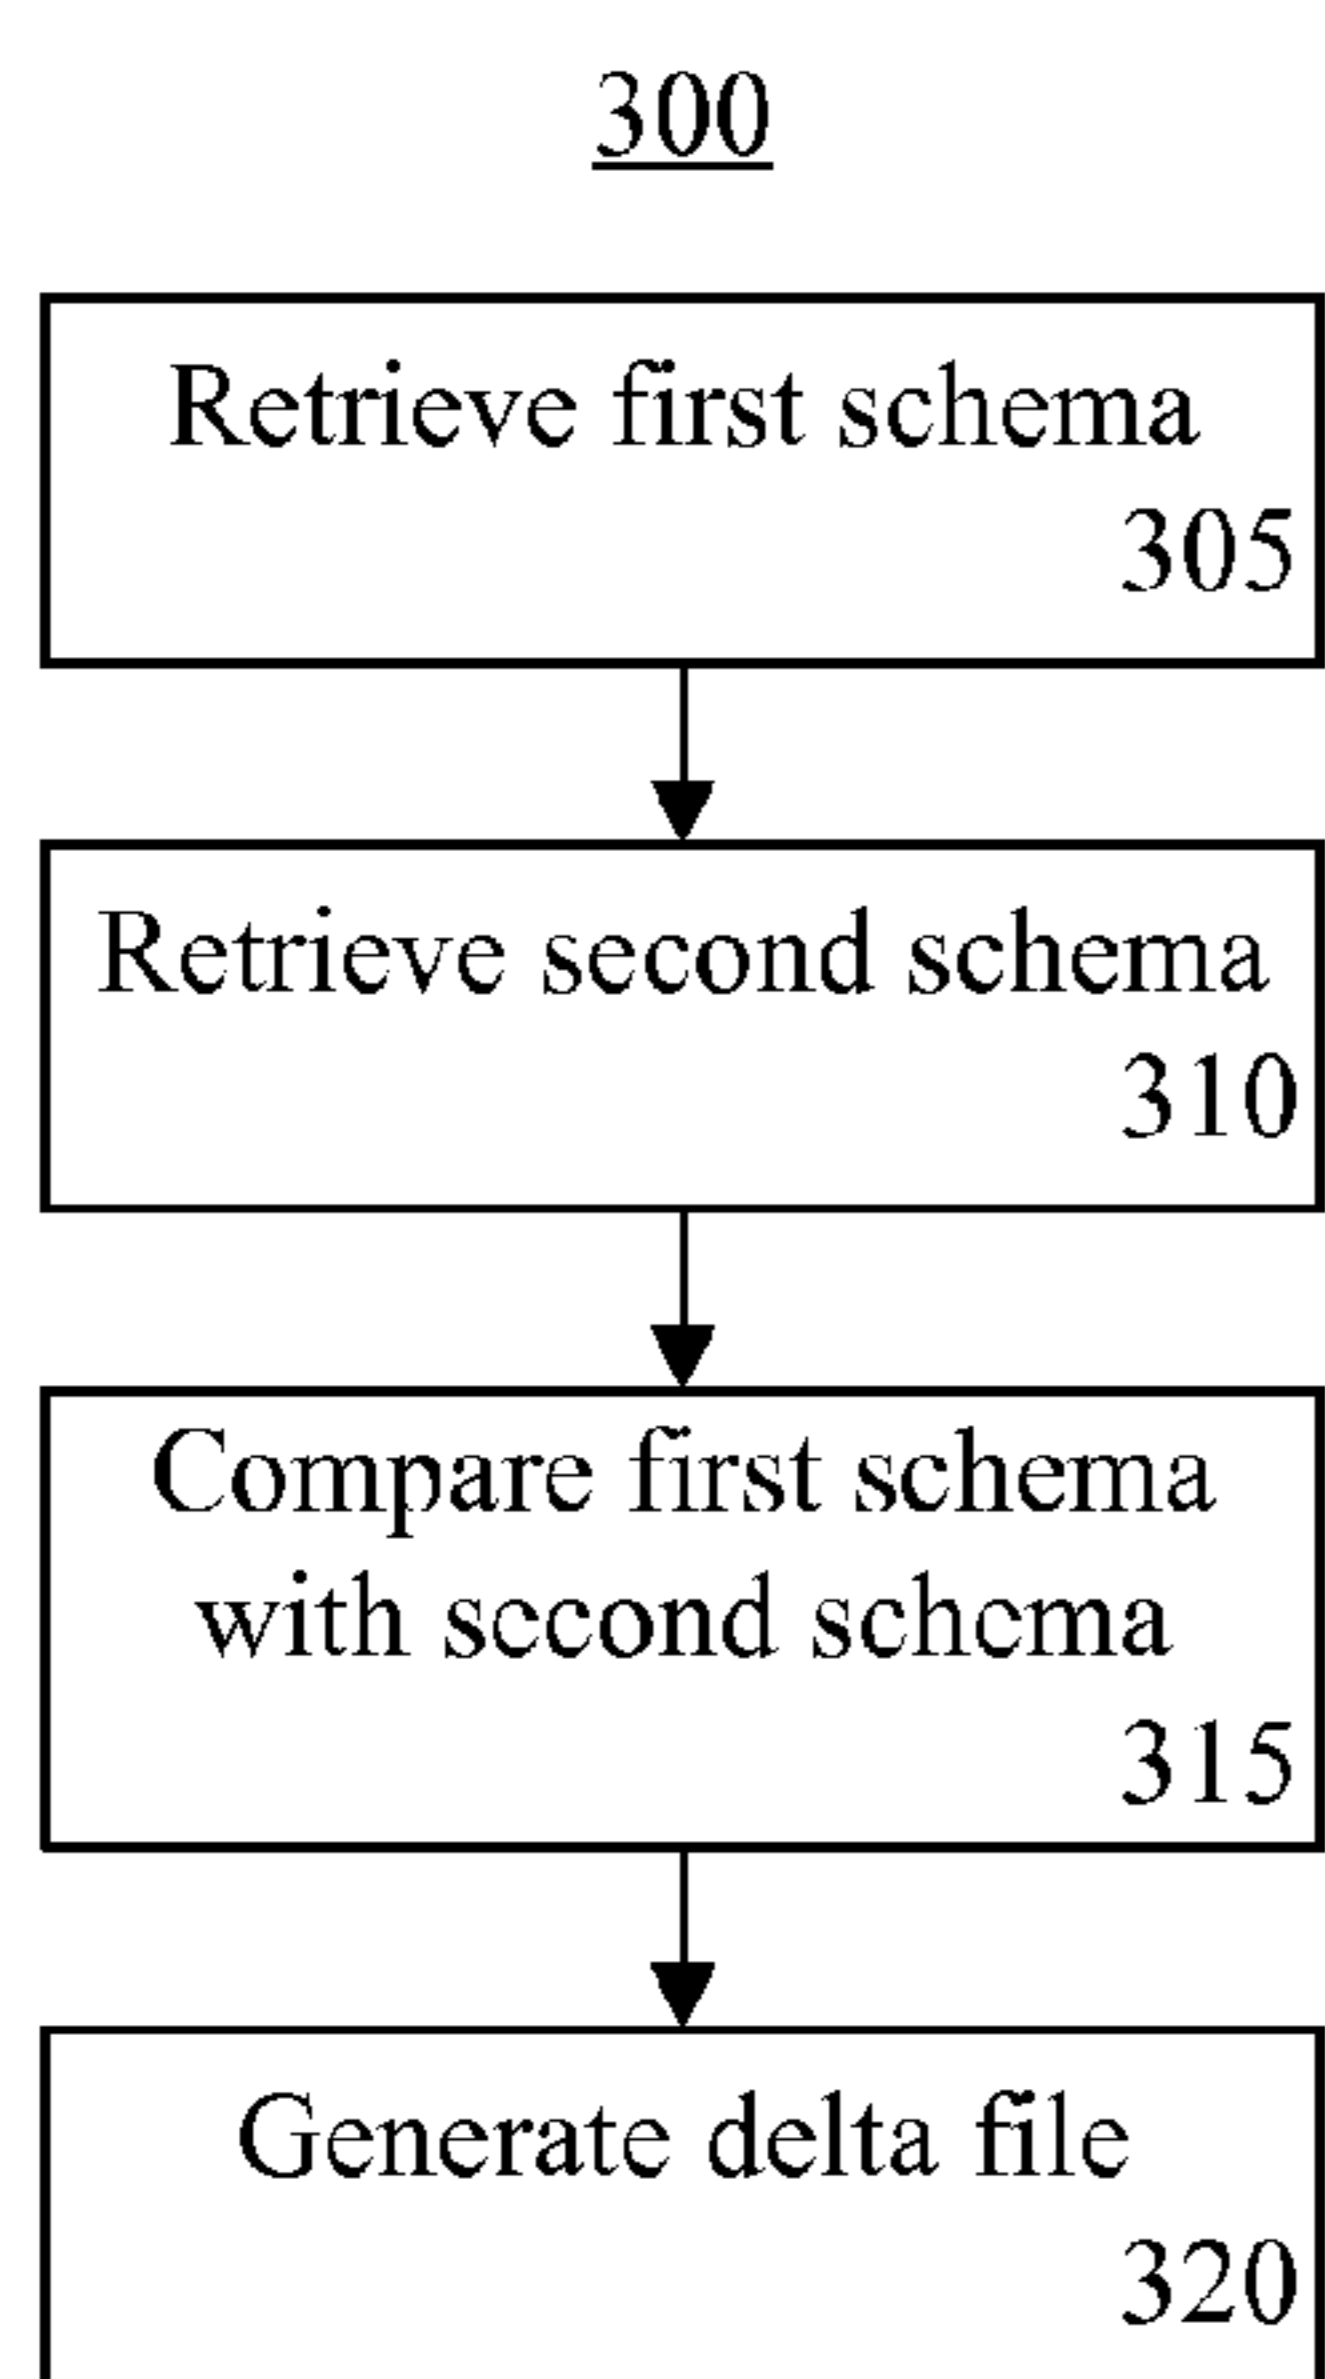 300
Retrieve first schema
305
Retrieve second schema
310
Compare first schema
with second schema
315
Generate delta file
320